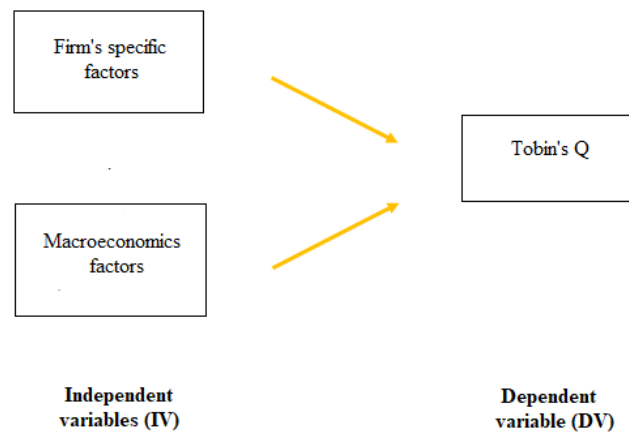 Firm's specific
factors
Tobin's Q
Macroeconomics
factors
Independent
variables (IV)
Dependent
variable (DV)